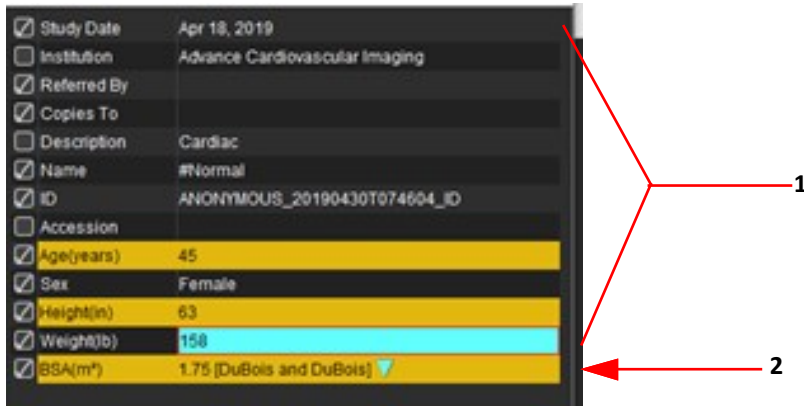 Study Date Apr 18, 2019
Institution Advance Cardiovascular Imaging
Referred By
Copies To
Description Cardiac
Name #Normal
ID ANONYMOUS_20190430T074604_ID
Accession
Age(years) 45
Sex Female
Height(in) 63
Weight(lb) 158
BSA(m²) 1.75 [DuBois and DuBois]
1
2